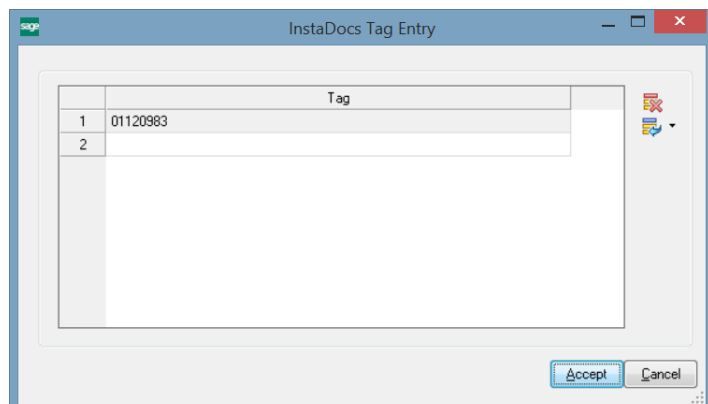 sage
InstaDocs Tag Entry
Tag
1 01120983
2
Accept Cancel